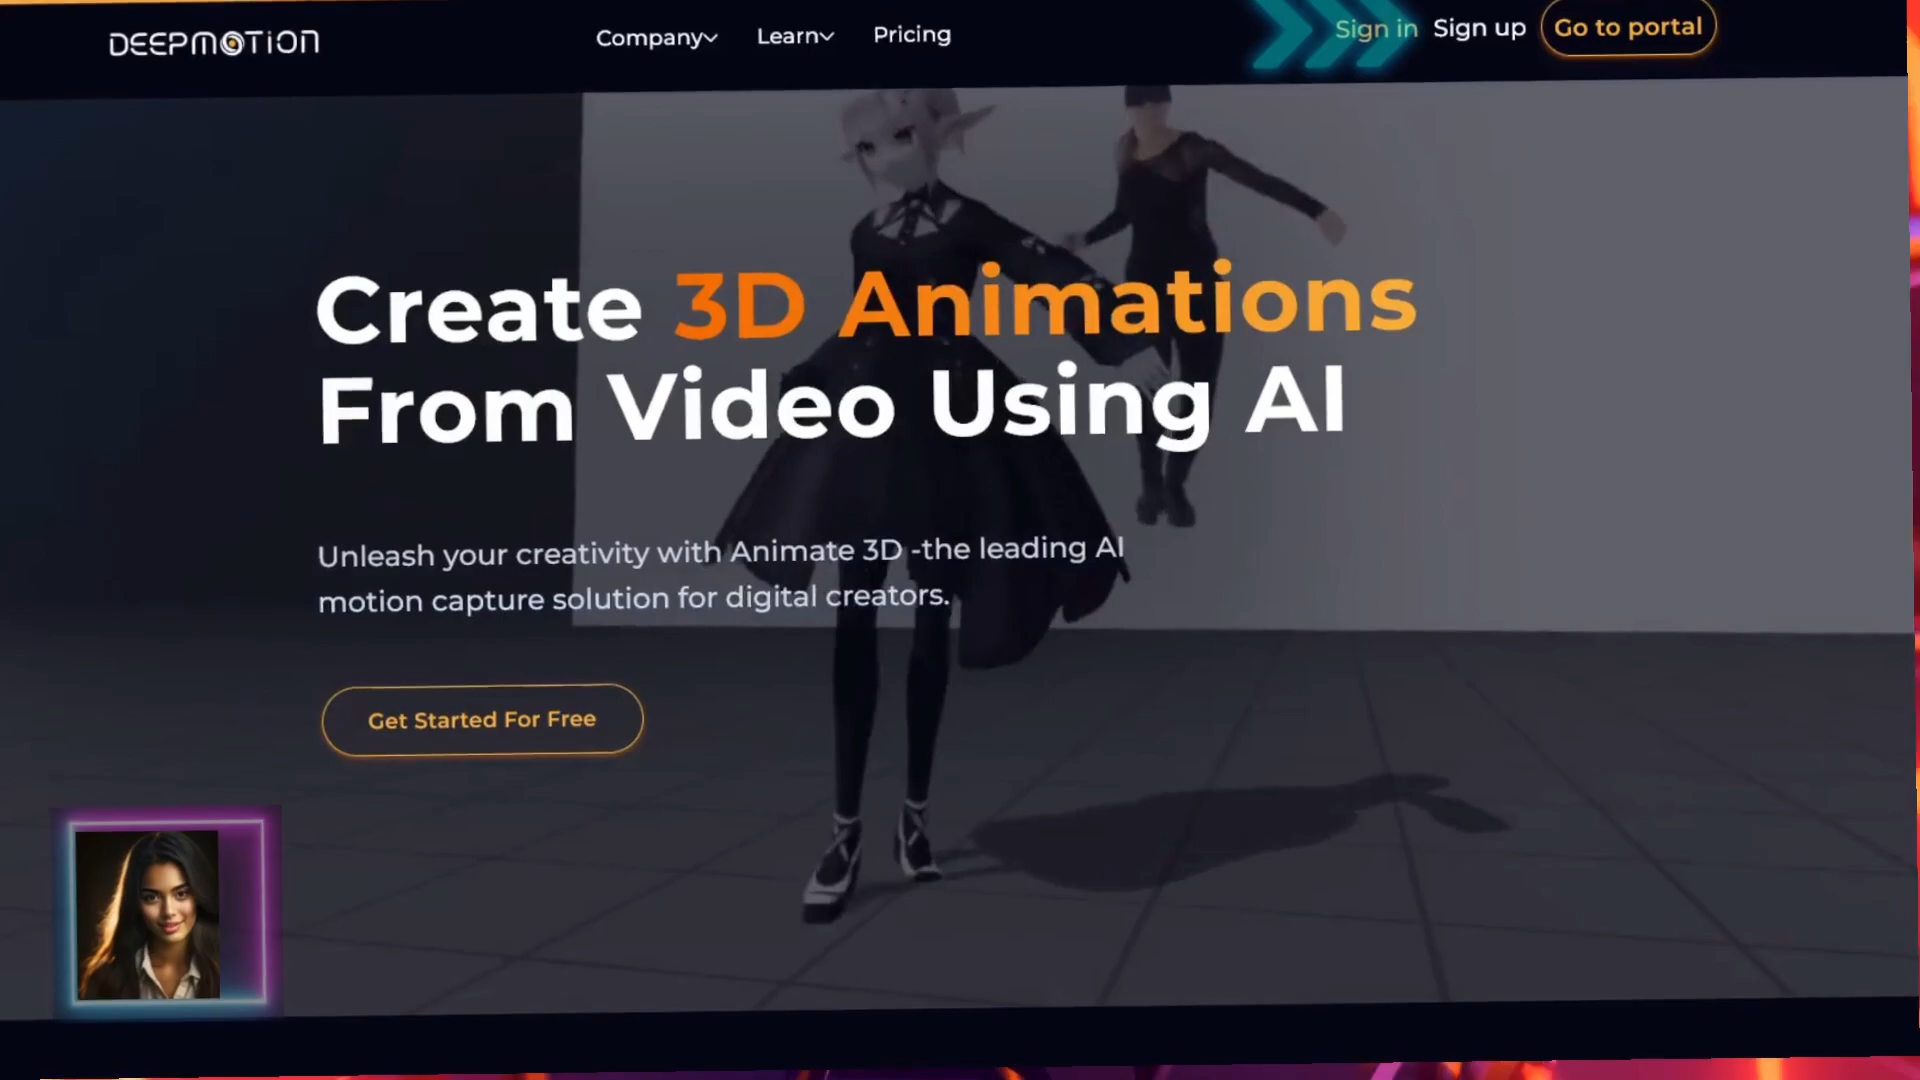 DEEPMOTION
Company
Learn
Pricing
Sign in
Sign up
Go to portal
Create 3D Animations
From Video Using AI
Unleash your creativity with Animate 3D -the leading AI
motion capture solution for digital creators.
Get Started For Free